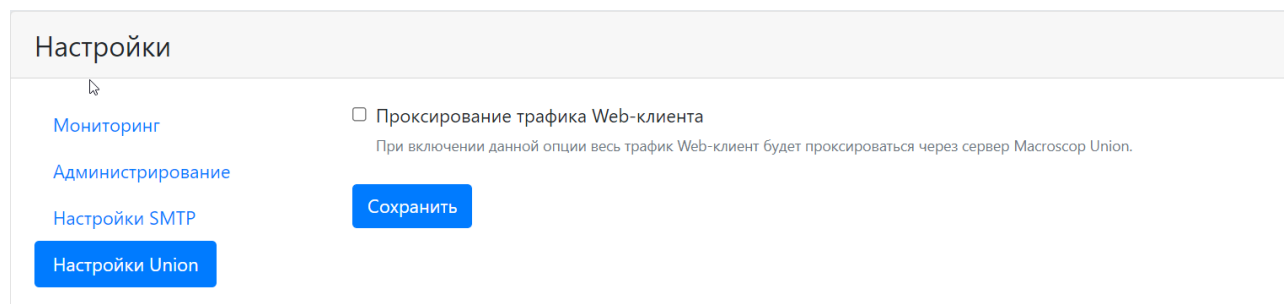 Настройки
Мониторинг
Администрирование
Настройки SMTP
Настройки Union
Проксирование трафика Web-клиента
При включении данной опции весь трафик Web-клиент будет проксироваться через сервер Macroscop Union.
Сохранить